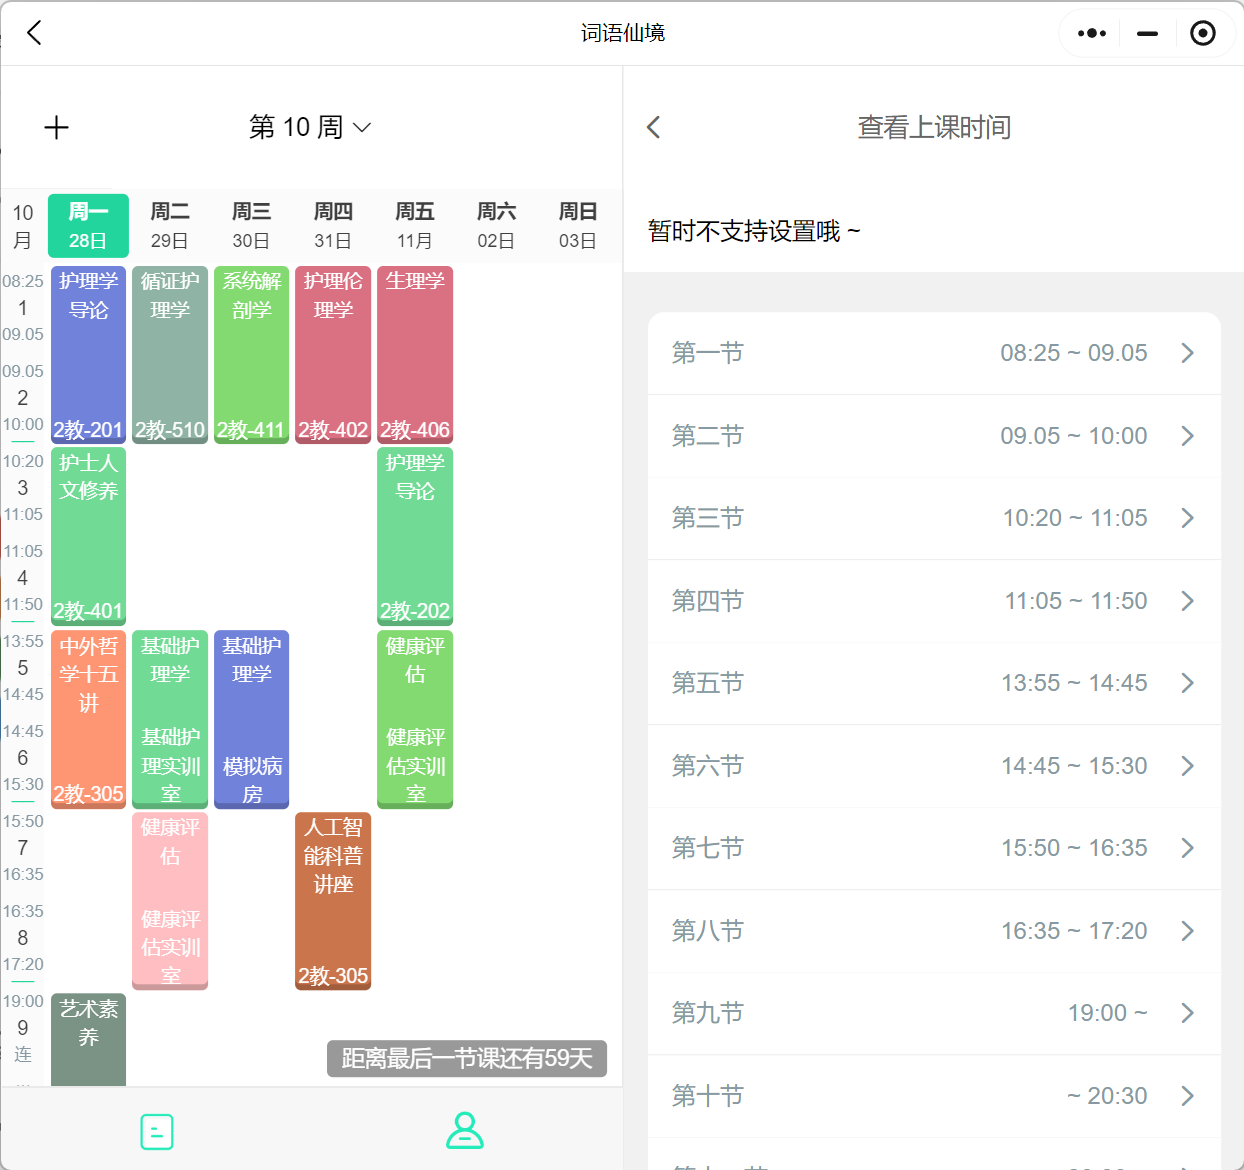 词语仙境
第 10 周
10
月
周一
28日
周二
29日
周三
30日
周四
31日
周五
11月
周六
02日
周日
03日
08:25
1
09.05
09.05
2
10:00
10:20
3
11:05
11:05
4
11:50
13:55
5
14:45
14:45
6
15:30
15:50
7
16:35
16:35
8
17:20
19:00
9
连
护理学
导论
2教-201
循证护
理学
2教-510
系统解
剖学
2教-411
护理伦
理学
2教-402
生理学
2教-406
护士人
文修养
2教-401
护理学
导论
2教-202
中外哲
学十五
讲
2教-305
基础护
理学
基础护
理实训
室
基础护
理学
模拟病
房
健康评
估
健康评
估实训
室
健康评
估
健康评
估实训
室
人工智
能科普
讲座
2教-305
艺术素
养
距离最后一节课还有59天
查看上课时间
暂时不支持设置哦 ~
第一节 08:25 ~ 09.05
第二节 09.05 ~ 10:00
第三节 10:20 ~ 11:05
第四节 11:05 ~ 11:50
第五节 13:55 ~ 14:45
第六节 14:45 ~ 15:30
第七节 15:50 ~ 16:35
第八节 16:35 ~ 17:20
第九节 19:00 ~
第十节 ~ 20:30